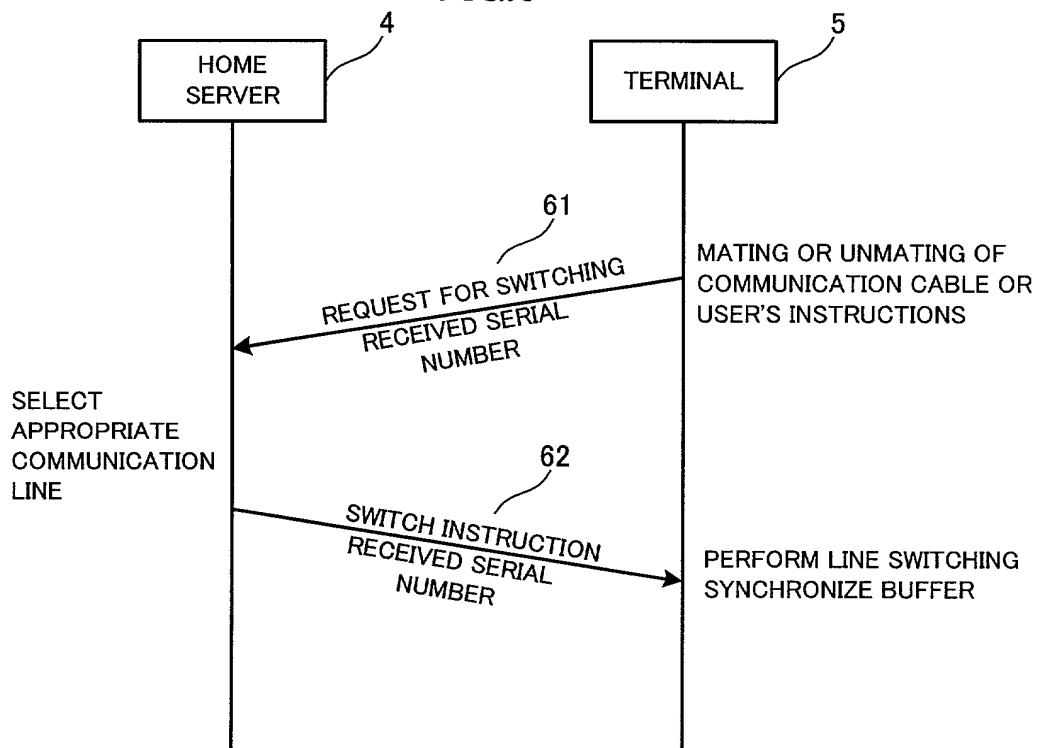 4
5
HOME
SERVER
TERMINAL
61
REQUEST FOR SWITCHING
RECEIVED SERIAL
NUMBER
MATING OR UNMATING OF
COMMUNICATION CABLE OR
USER'S INSTRUCTIONS
SELECT
APPROPRIATE
COMMUNICATION
LINE
62
SWITCH INSTRUCTION
RECEIVED SERIAL
NUMBER
PERFORM LINE SWITCHING
SYNCHRONIZE BUFFER